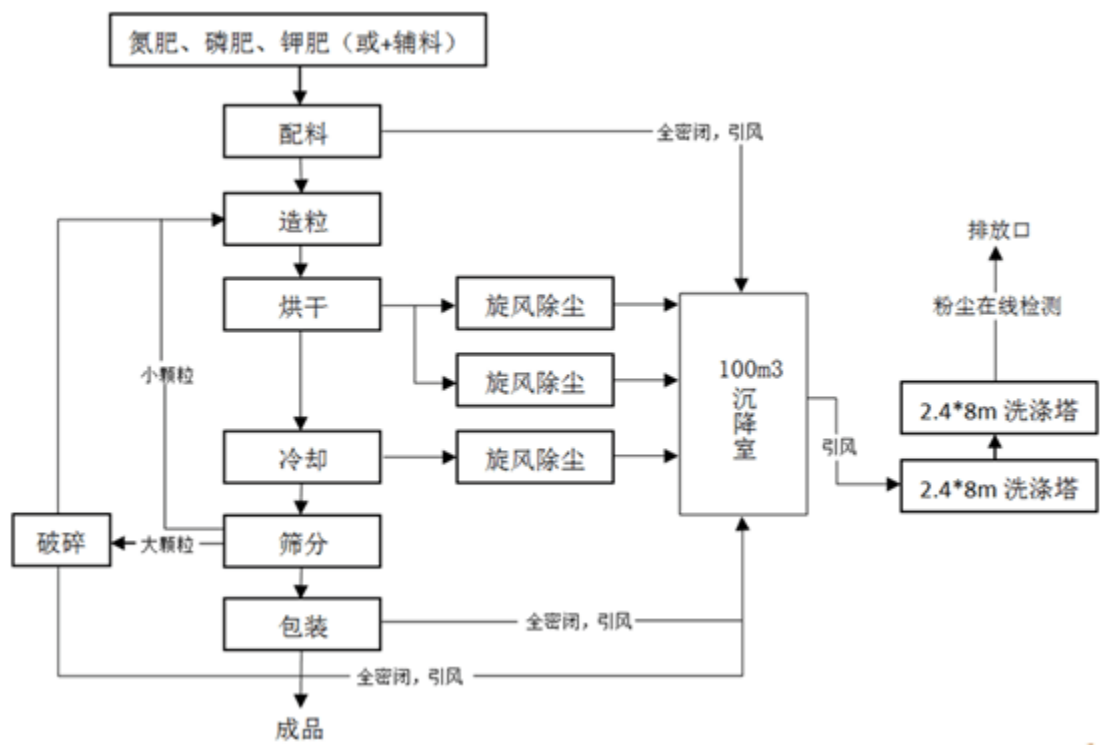 氮肥、磷肥、钾肥（或+辅料）
配料
全密闭，引风
造粒
排放口
烘干
旋风除尘
粉尘在线检测
旋风除尘
100m3
沉
降
室
小颗粒
2.4*8m 洗涤塔
冷却
旋风除尘
引风
2.4*8m 洗涤塔
破碎
大颗粒
筛分
包装
全密闭，引风
全密闭，引风
成品